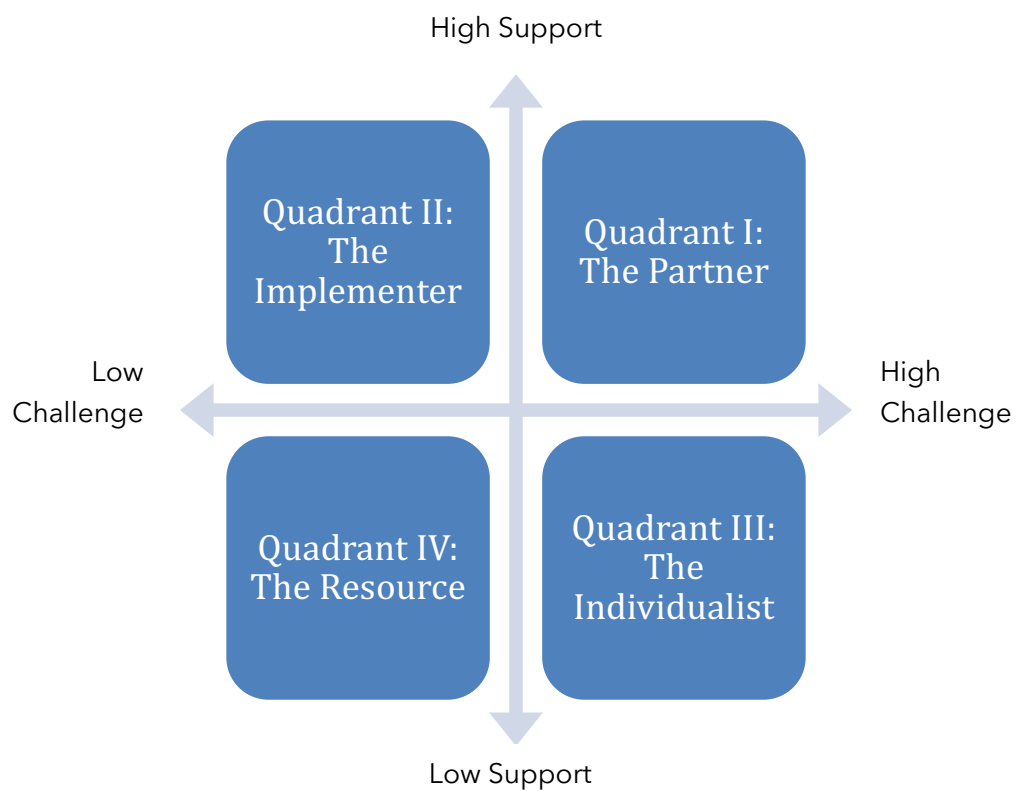 High Support
Quadrant II:
The
Implementer
Quadrant I:
The Partner
Low
Challenge
High
Challenge
Quadrant IV:
The Resource
Quadrant III:
The
Individualist
Low Support